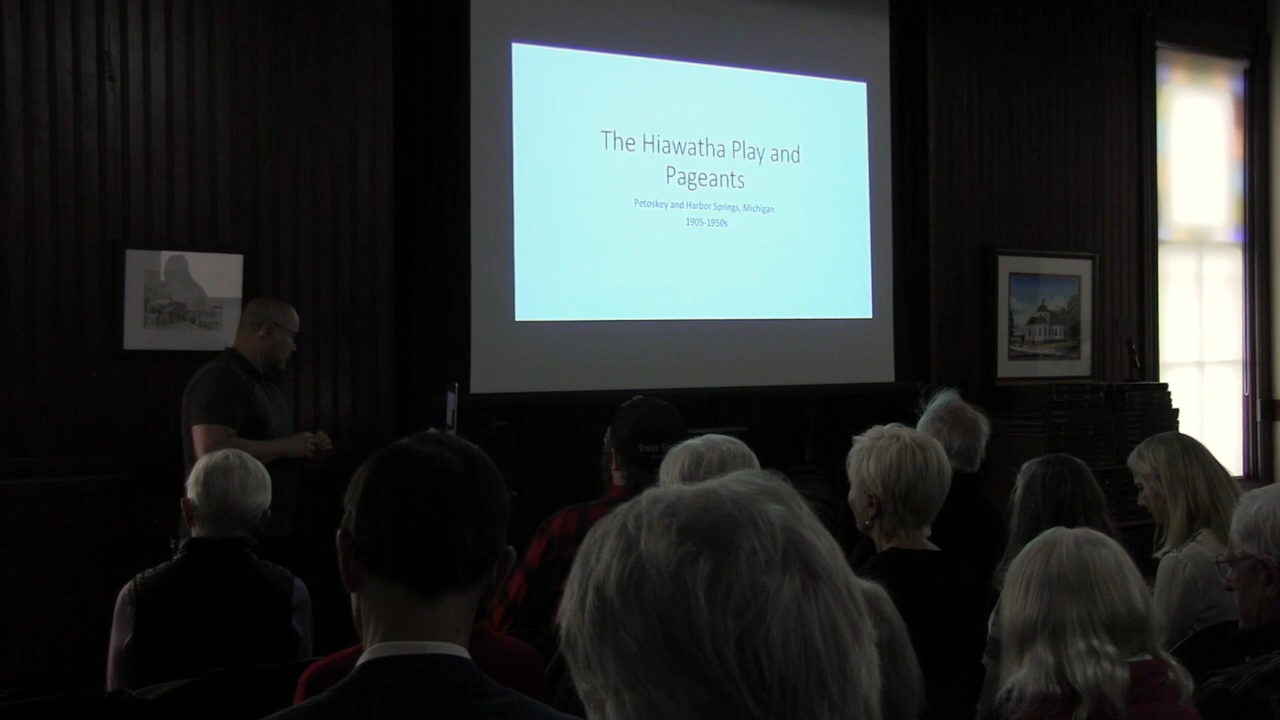 The Hiawatha Play and
Pageants
Petoskey and Harbor Springs, Michigan
1905-1950s